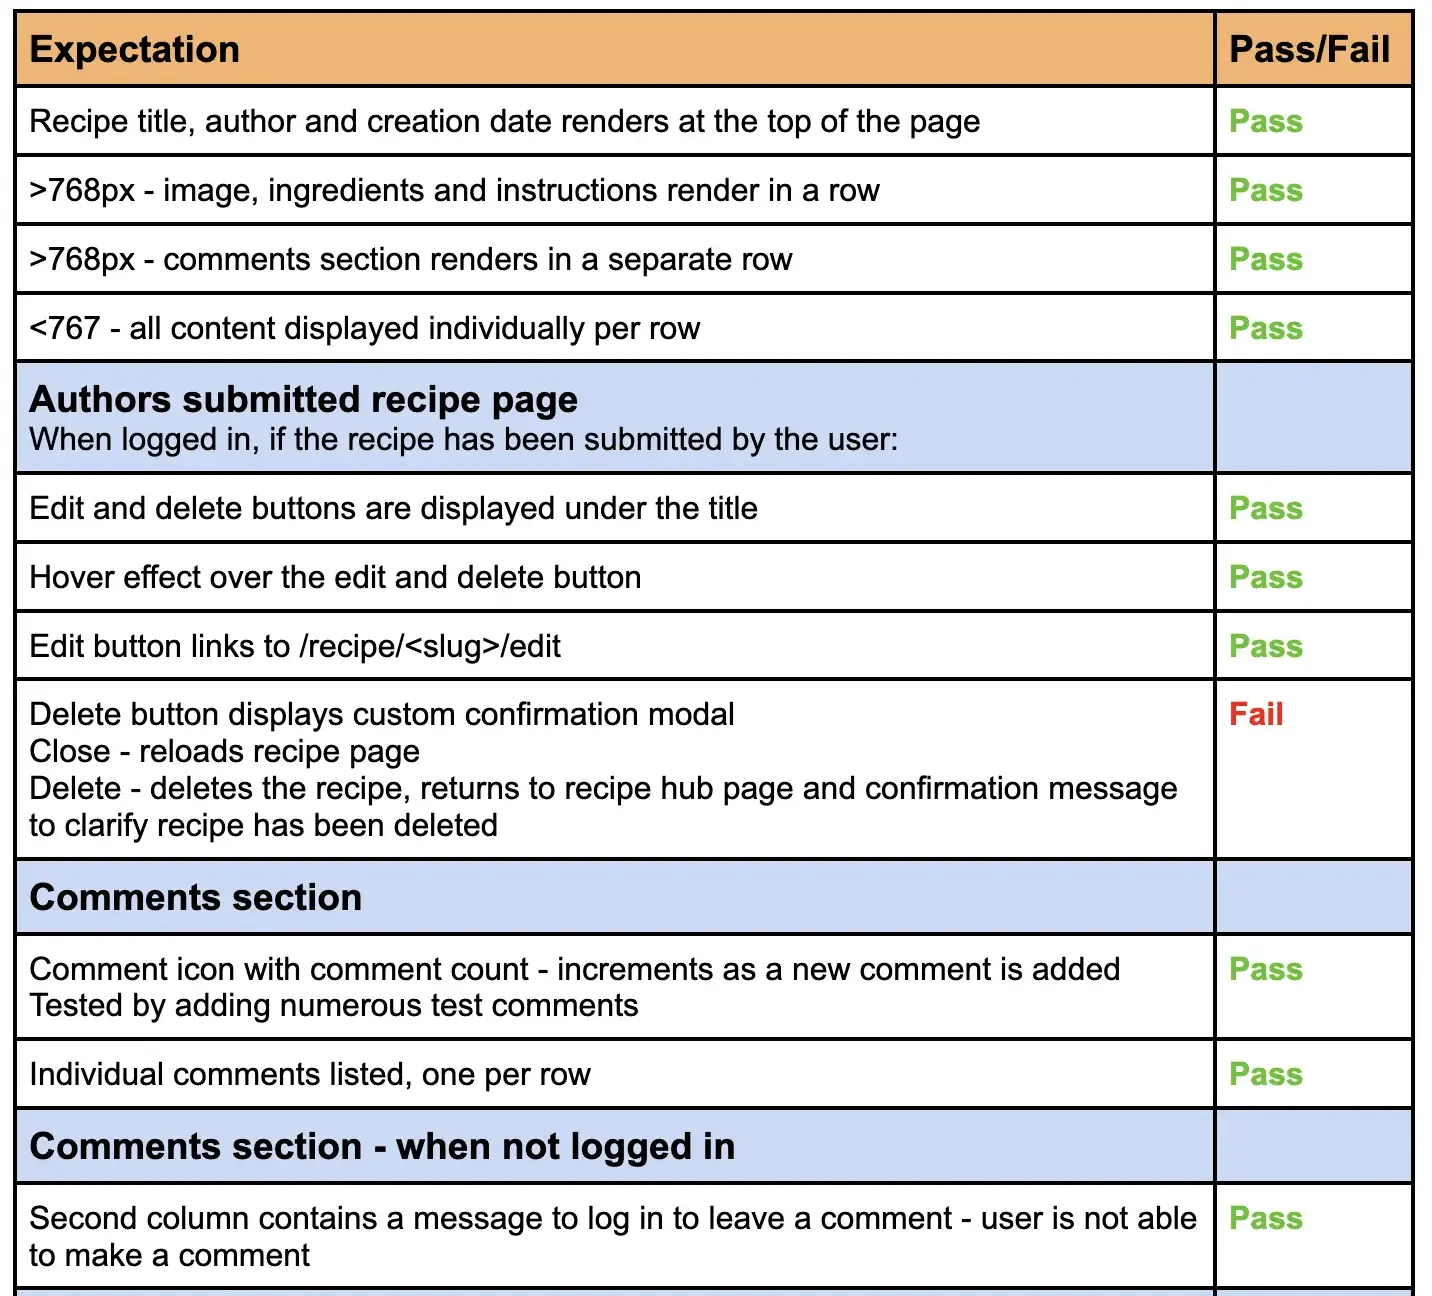 Expectation Pass/Fail
Recipe title, author and creation date renders at the top of the page Pass
>768px - image, ingredients and instructions render in a row Pass
>768px - comments section renders in a separate row Pass
<767 - all content displayed individually per row Pass
Authors submitted recipe page
When logged in, if the recipe has been submitted by the user:
Edit and delete buttons are displayed under the title Pass
Hover effect over the edit and delete button Pass
Edit button links to /recipe/<slug>/edit Pass
Delete button displays custom confirmation modal Fail
Close - reloads recipe page
Delete - deletes the recipe, returns to recipe hub page and confirmation message
to clarify recipe has been deleted
Comments section
Comment icon with comment count - increments as a new comment is added Pass
Tested by adding numerous test comments
Individual comments listed, one per row Pass
Comments section - when not logged in
Second column contains a message to log in to leave a comment - user is not able Pass
to make a comment